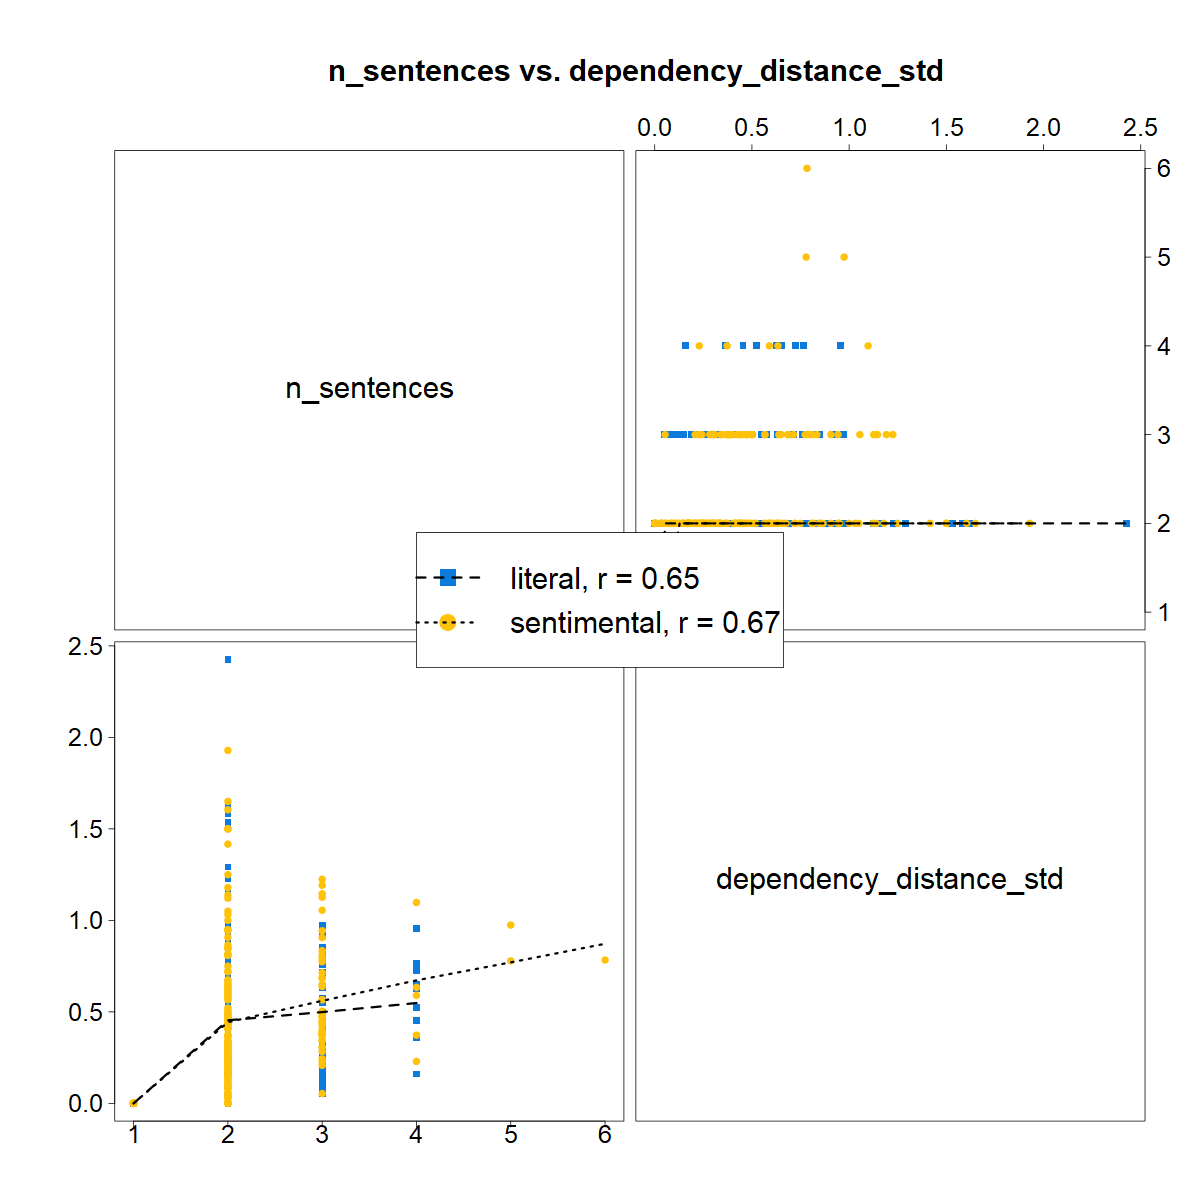 n_sentences vs. dependency_distance_std
0.0 0.5 1.0 1.5 2.0 2.5
6
5
n_sentences
4
3
2
1
literal, r = 0.65
sentimental, r = 0.67
2.5
2.0
1.5
dependency_distance_std
1.0
0.5
0.0
1 2 3 4 5 6